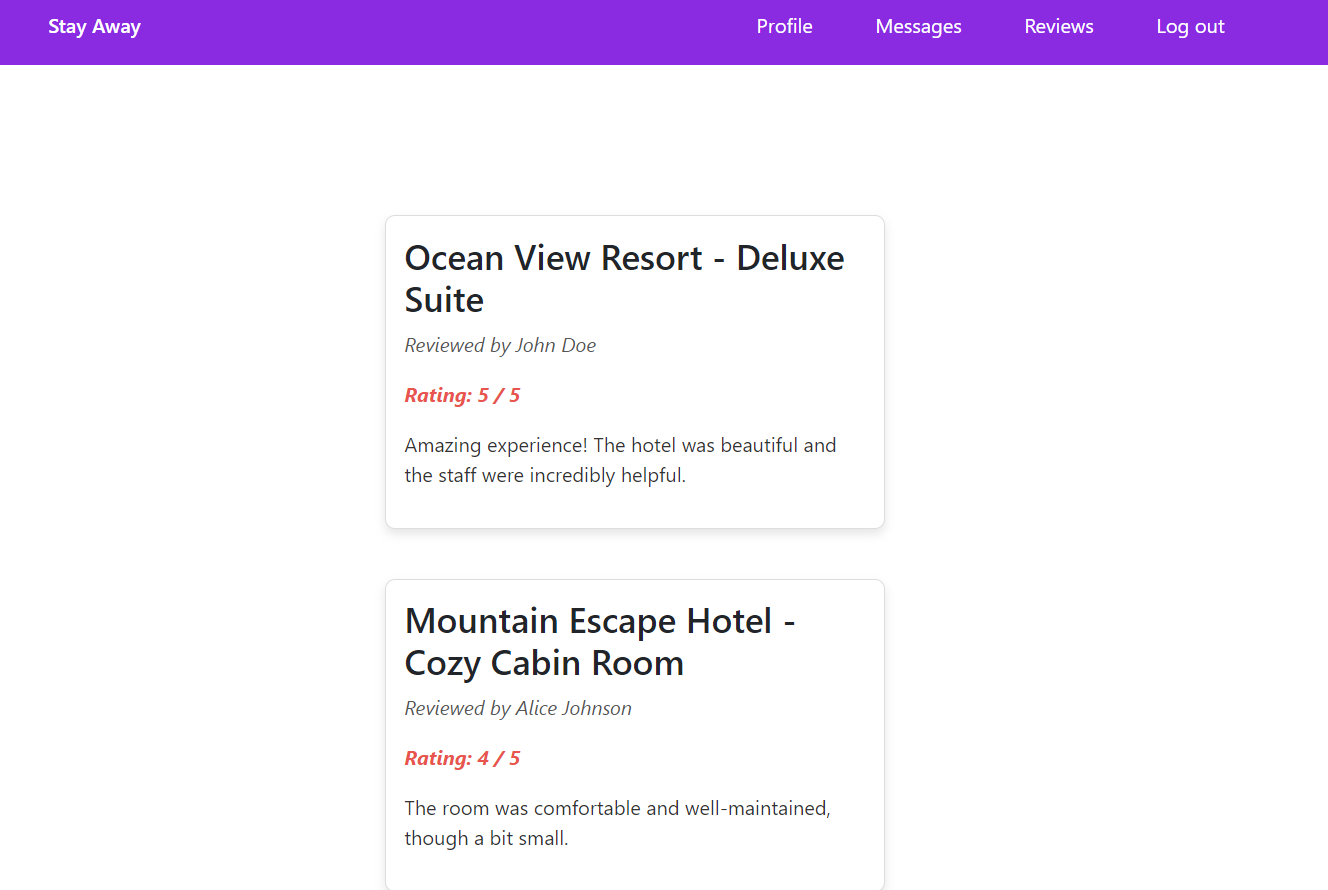 Stay Away Profile Messages Reviews Log out
Ocean View Resort - Deluxe
Suite
Reviewed by John Doe
Rating: 5 / 5
Amazing experience! The hotel was beautiful and
the staff were incredibly helpful.
Mountain Escape Hotel -
Cozy Cabin Room
Reviewed by Alice Johnson
Rating: 4 / 5
The room was comfortable and well-maintained,
though a bit small.